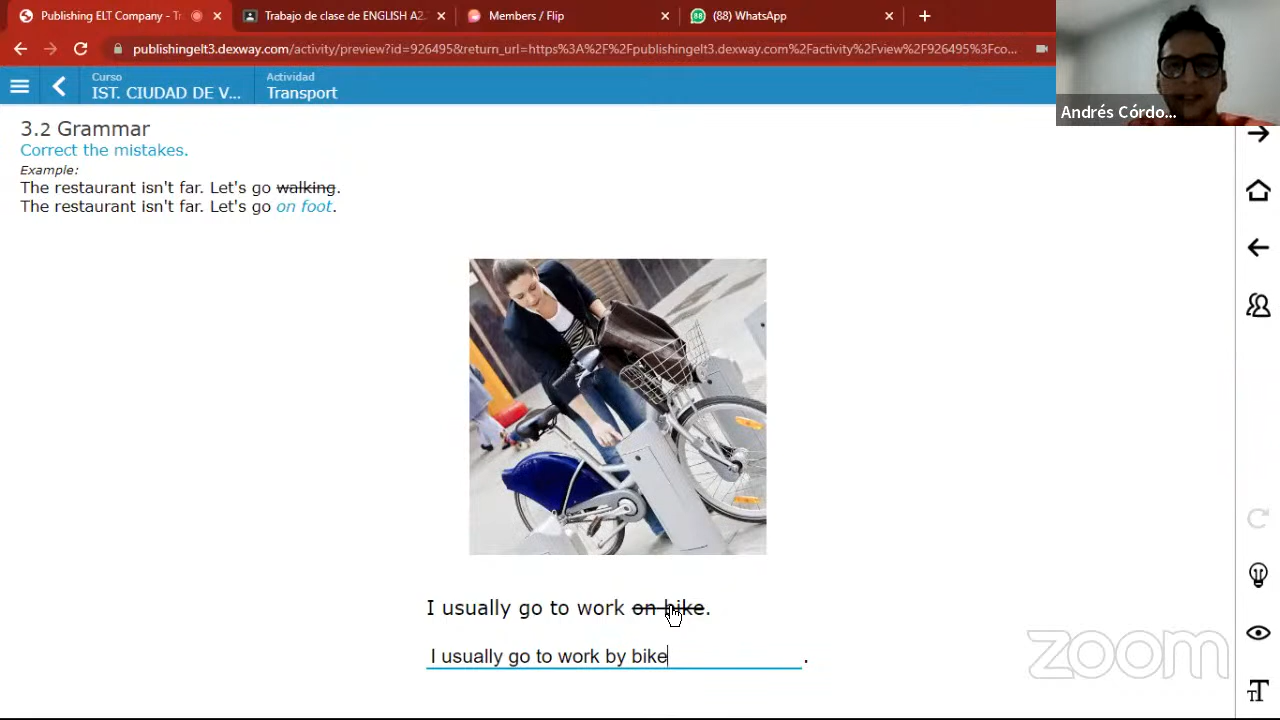 Publishing ELT Company - Tr
Trabajo de clase de ENGLISH A2.
Members / Flip
(88) WhatsApp
publishingelt3.dexway.com/activity/preview?id=926495&return_url=https%3A%2F%2Fpublishingelt3.dexway.com%2Factivity%2Fview%2F926495%3Fco...
Curso
IST. CIUDAD DE V...
Actividad
Transport
Andrés Córdo...
3.2 Grammar
Correct the mistakes.
Example:
The restaurant isn't far. Let's go walking.
The restaurant isn't far. Let's go on foot.
I usually go to work on bike.
I usually go to work by bike .
zoom
TT